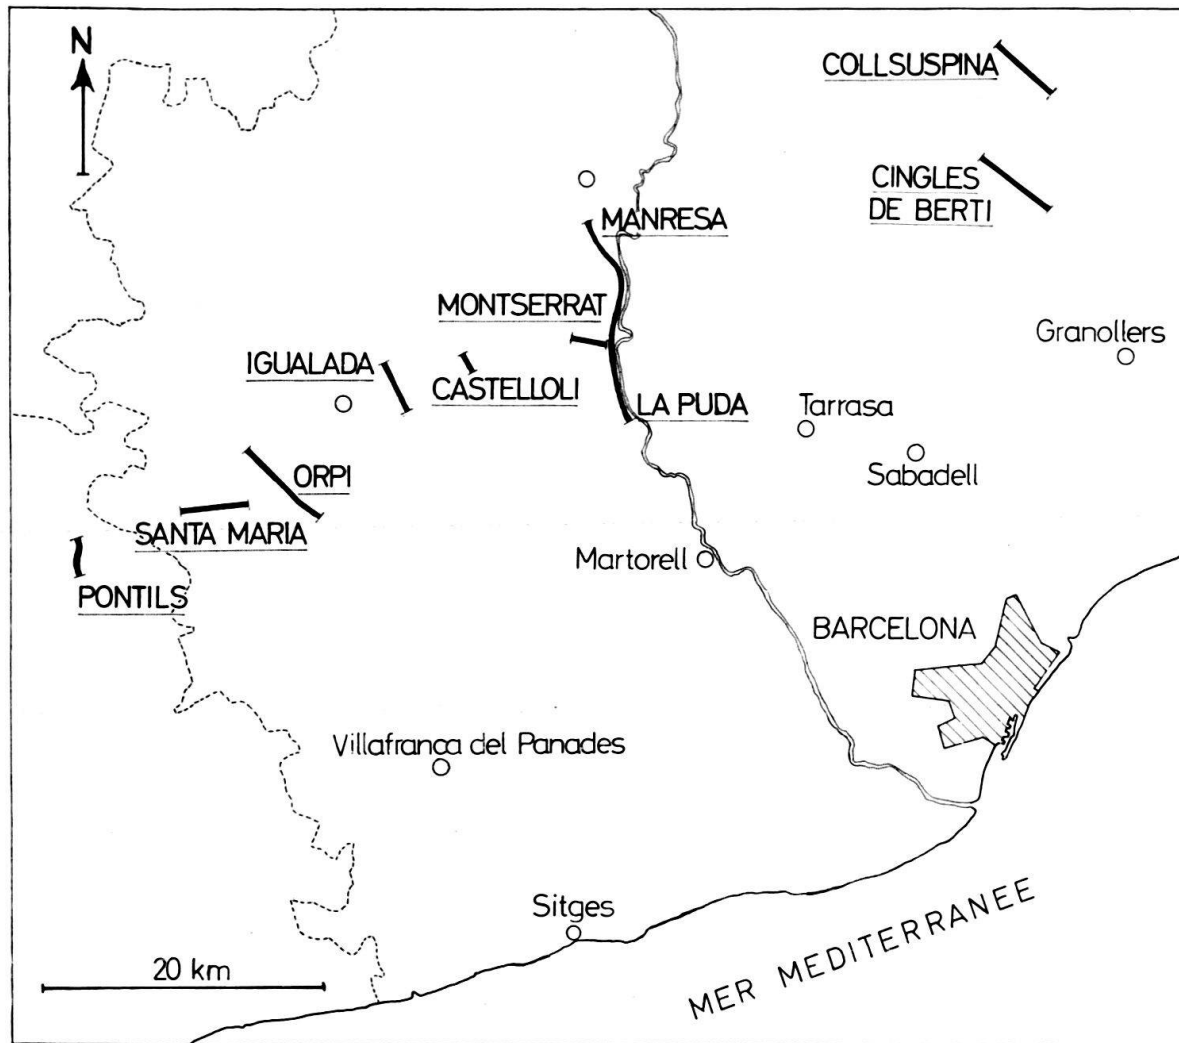 N
COLLSUSPINA
CINGLES
DE BERTI
MANRESA
MONTSERRAT
Granollers
IGUALADA
CASTELLOLI
LA PUDA
Tarrasa
Sabadell
ORPI
SANTA MARIA
Martorell
PONTILS
BARCELONA
Villafranca del Panades
Sitges
20 km
MER MEDITERRANEE